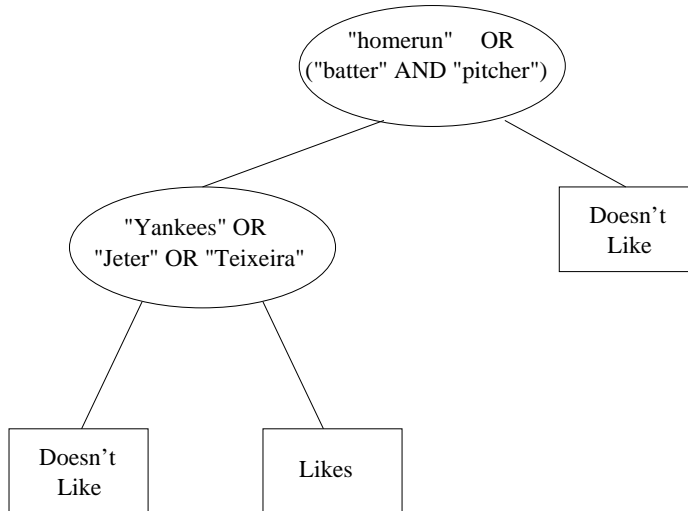 "homerun" OR
("batter" AND "pitcher")
"Yankees" OR
"Jeter" OR "Teixeira"
Doesn't
Like
Doesn't
Like
Likes